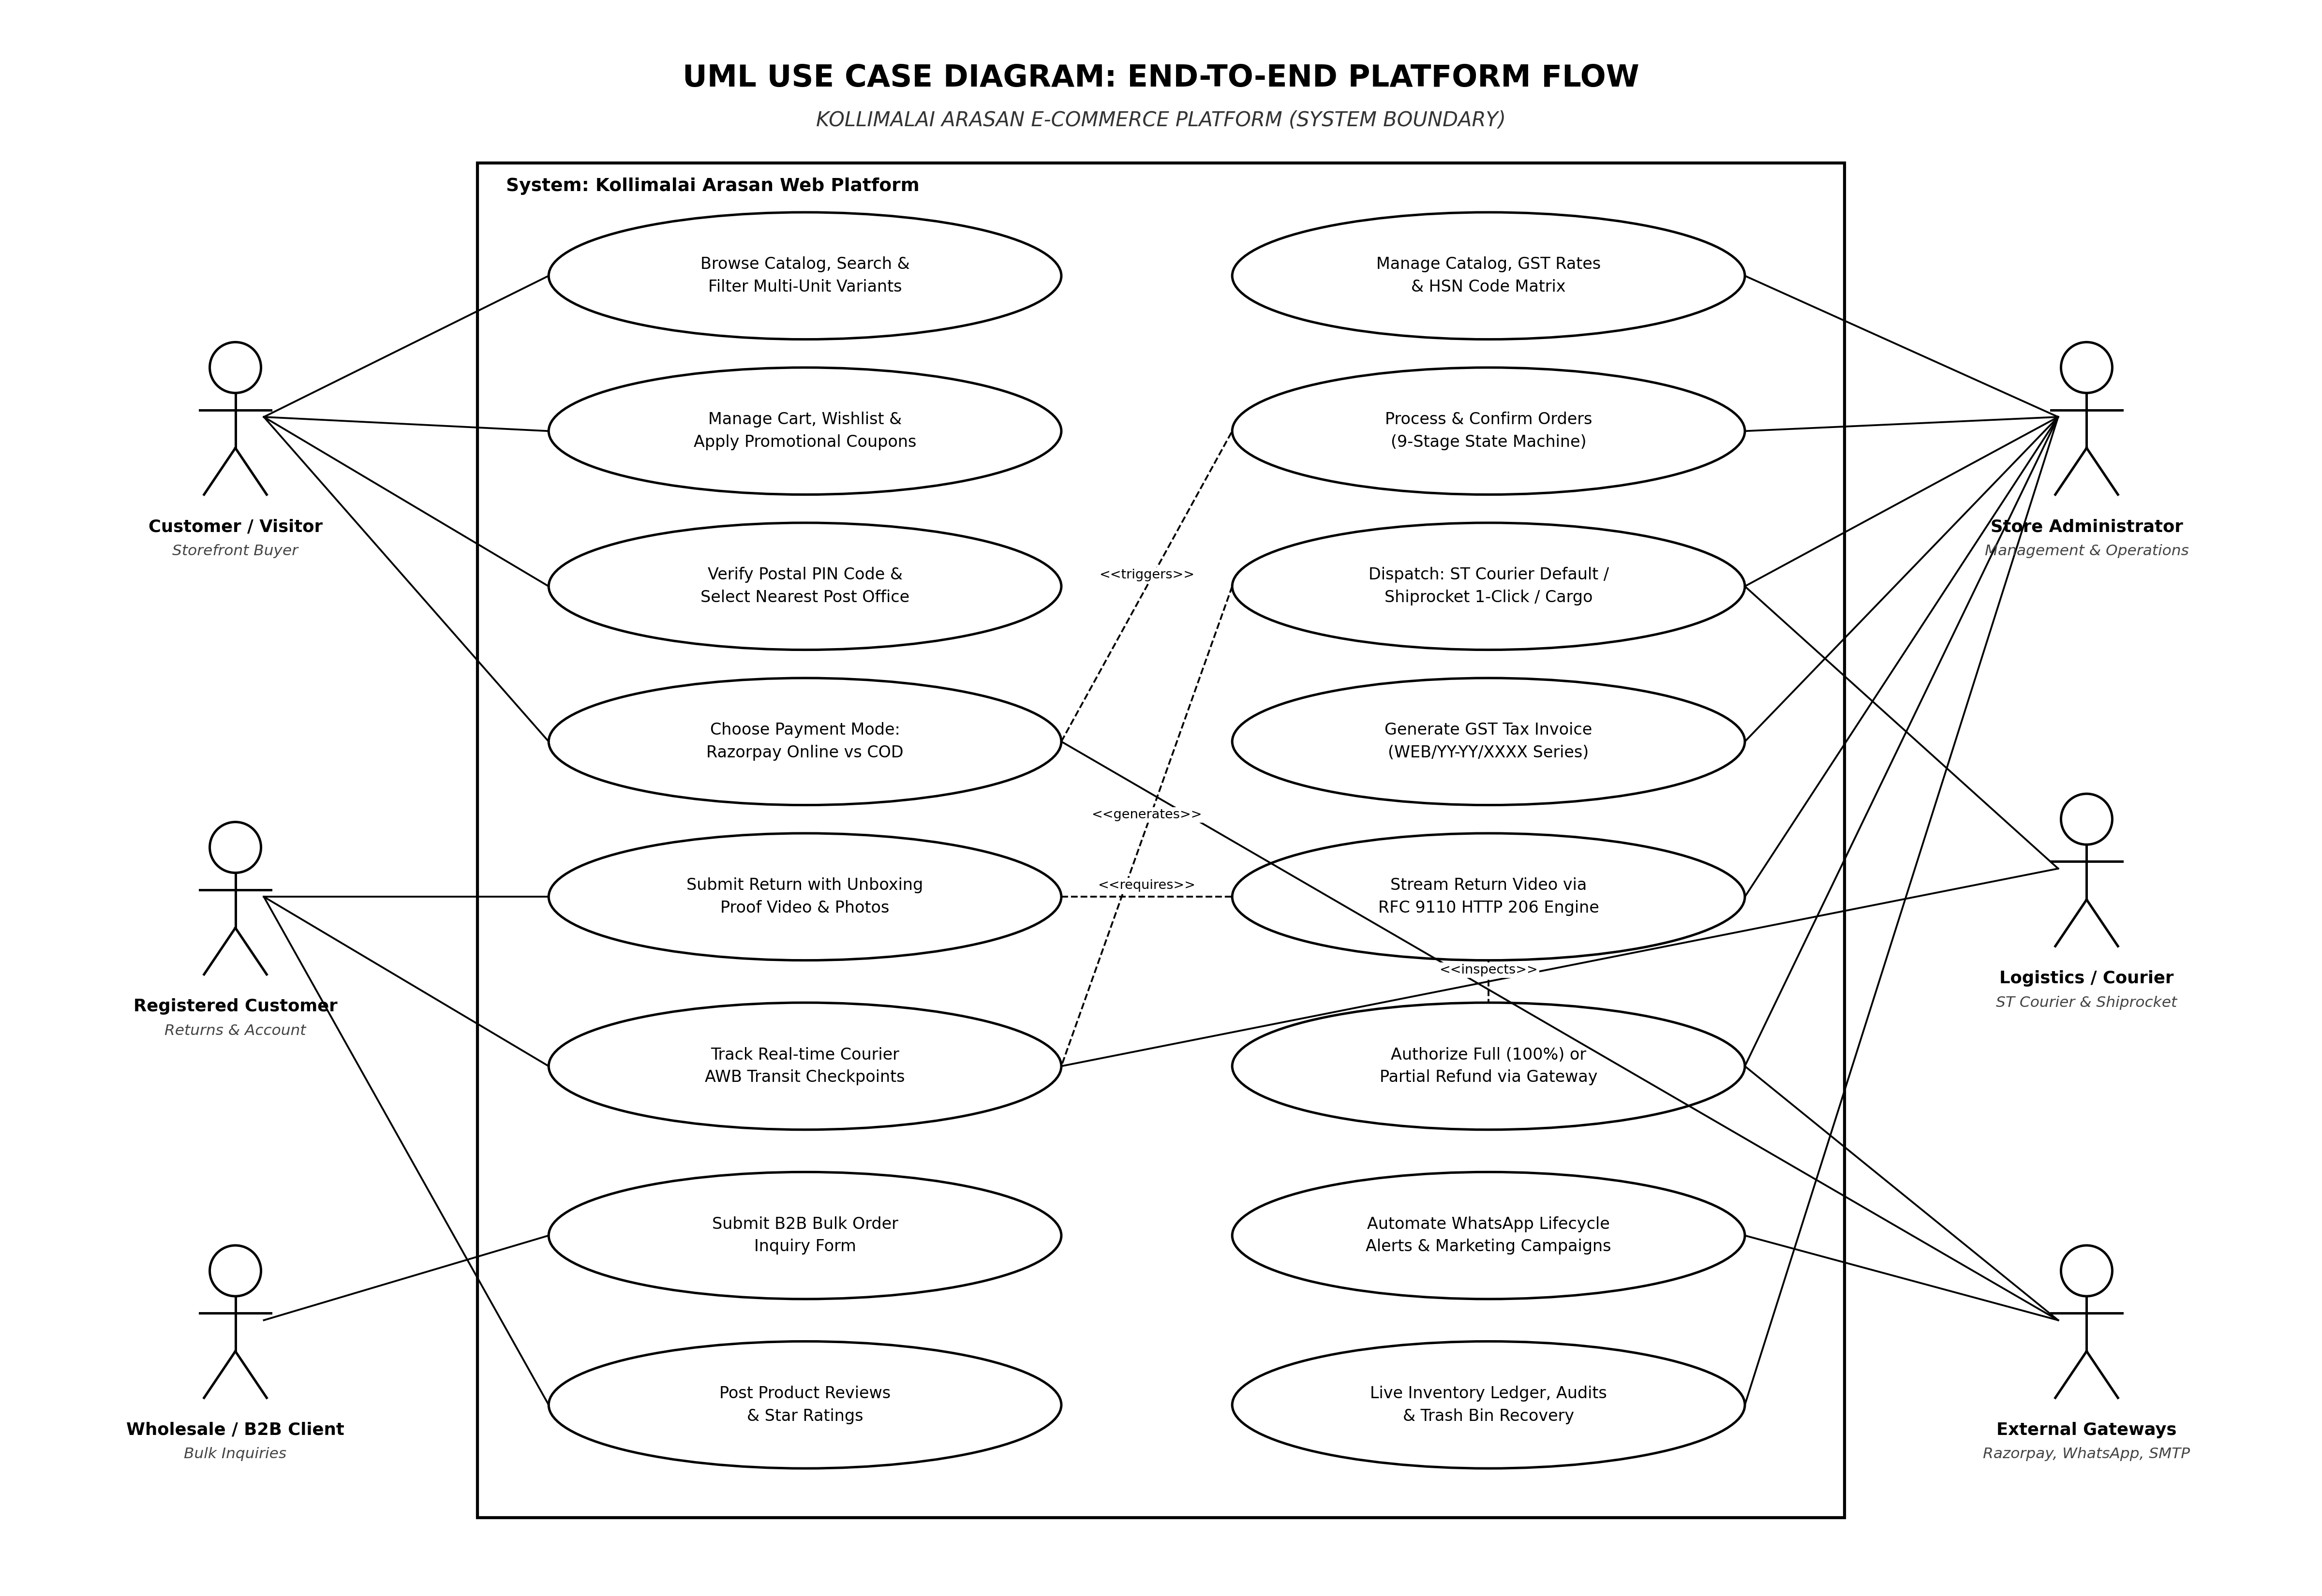 UML USE CASE DIAGRAM: END-TO-END PLATFORM FLOW
KOLLIMALAI ARASAN E-COMMERCE PLATFORM (SYSTEM BOUNDARY)
System: Kollimalai Arasan Web Platform
Browse Catalog, Search &
Filter Multi-Unit Variants
Manage Catalog, GST Rates
& HSN Code Matrix
Manage Cart, Wishlist &
Apply Promotional Coupons
Process & Confirm Orders
(9-Stage State Machine)
Customer / Visitor
Storefront Buyer
Store Administrator
Management & Operations
Verify Postal PIN Code &
Select Nearest Post Office
<<triggers>>
Dispatch: ST Courier Default /
Shiprocket 1-Click / Cargo
Choose Payment Mode:
Razorpay Online vs COD
Generate GST Tax Invoice
(WEB/YY-YY/XXXX Series)
<<generates>>
Submit Return with Unboxing
Proof Video & Photos
<<requires>>
Stream Return Video via
RFC 9110 HTTP 206 Engine
<<inspects>>
Registered Customer
Returns & Account
Logistics / Courier
ST Courier & Shiprocket
Track Real-time Courier
AWB Transit Checkpoints
Authorize Full (100%) or
Partial Refund via Gateway
Submit B2B Bulk Order
Inquiry Form
Automate WhatsApp Lifecycle
Alerts & Marketing Campaigns
Post Product Reviews
& Star Ratings
Live Inventory Ledger, Audits
& Trash Bin Recovery
Wholesale / B2B Client
Bulk Inquiries
External Gateways
Razorpay, WhatsApp, SMTP